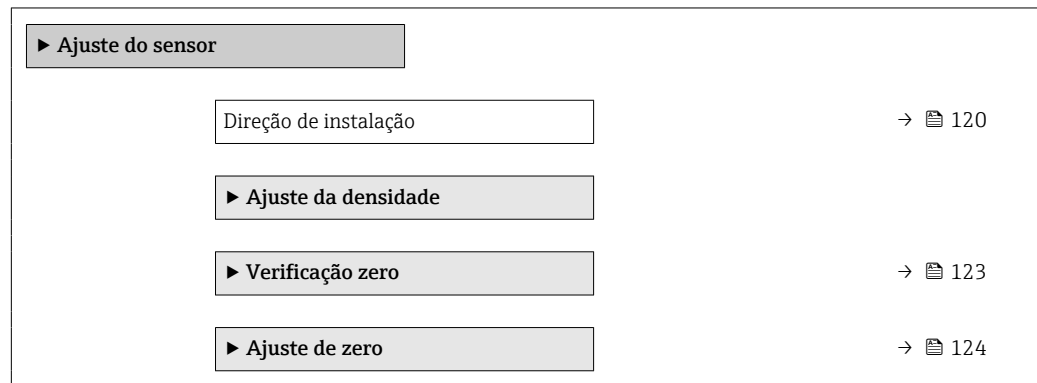 ▶ Ajuste do sensor
Direção de instalação → 120
▶ Ajuste da densidade
▶ Verificação zero → 123
▶ Ajuste de zero → 124